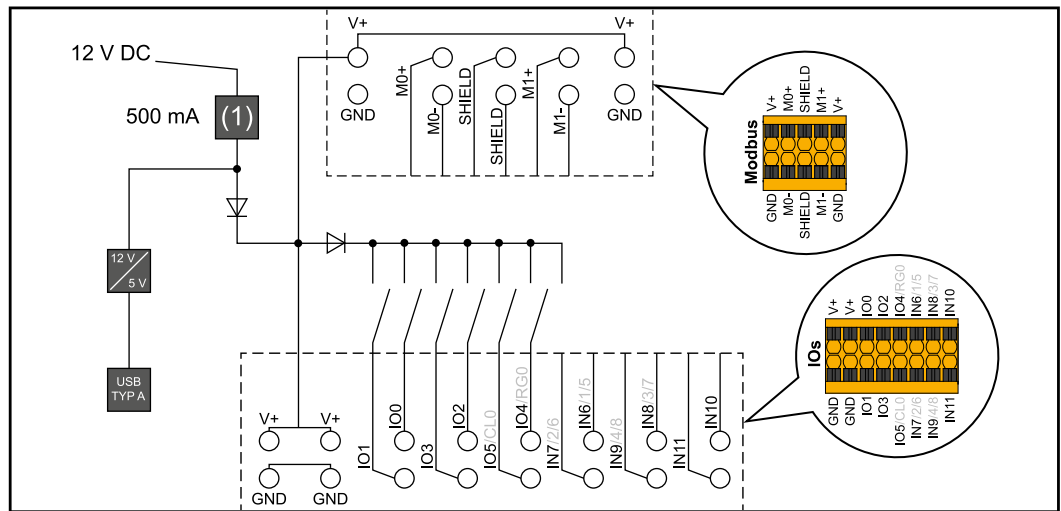 12 V DC
500 mA
(1)
12 V
5 V
USB
TYP A
V+
V+
GND
GND
M0+
M0-
SHIELD
SHIELD
M1+
M1-
Modbus
V+
M0+
SHIELD
M1+
V+
GND
M0-
SHIELD
M1-
GND
V+
V+
GND
GND
IO1
IO0
IO3
IO2
IO5/CL0
IO4/RG0
IN7/2/6
IN6/1/5
IN9/4/8
IN8/3/7
IN11
IN10
IOs
V+
V+
IO0
IO2
IO4/RG0
IN6/1/5
IN8/3/7
IN10
GND
GND
IO1
IO3
IO5/CL0
IN7/2/6
IN9/4/8
IN11